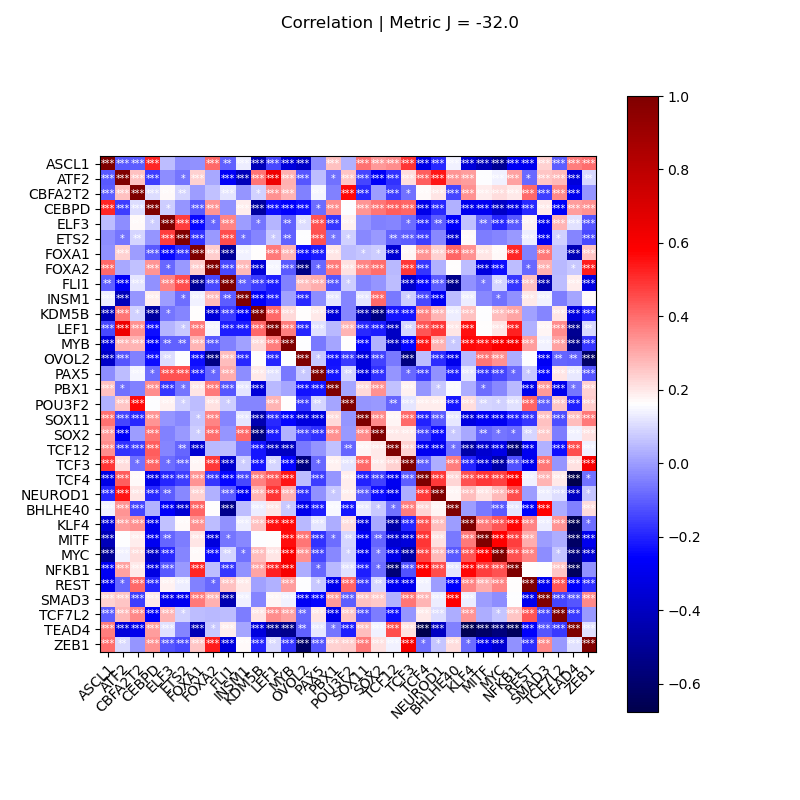 Correlation | Metric J = -32.0
ASCL1
ATF2
CBFA2T2
CEBPD
ELF3
ETS2
FOXA1
FOXA2
FLI1
INSM1
KDM5B
LEF1
MYB
OVOL2
PAX5
PBX1
POU3F2
SOX11
SOX2
TCF12
TCF3
TCF4
NEUROD1
BHLHE40
KLF4
MITF
MYC
NFKB1
REST
SMAD3
TCF7L2
TEAD4
ZEB1
ASCL1
ATF2
CBFA2T2
CEBPD
ELF3
ETS2
FOXA1
FOXA2
FLI1
INSM1
KDM5B
LEF1
MYB
OVOL2
PAX5
PBX1
POU3F2
SOX11
SOX2
TCF12
TCF3
TCF4
NEUROD1
BHLHE40
KLF4
MITF
MYC
NFKB1
REST
SMAD3
TCF7L2
TEAD4
ZEB1
1.0
0.8
0.6
0.4
0.2
0.0
−0.2
−0.4
−0.6